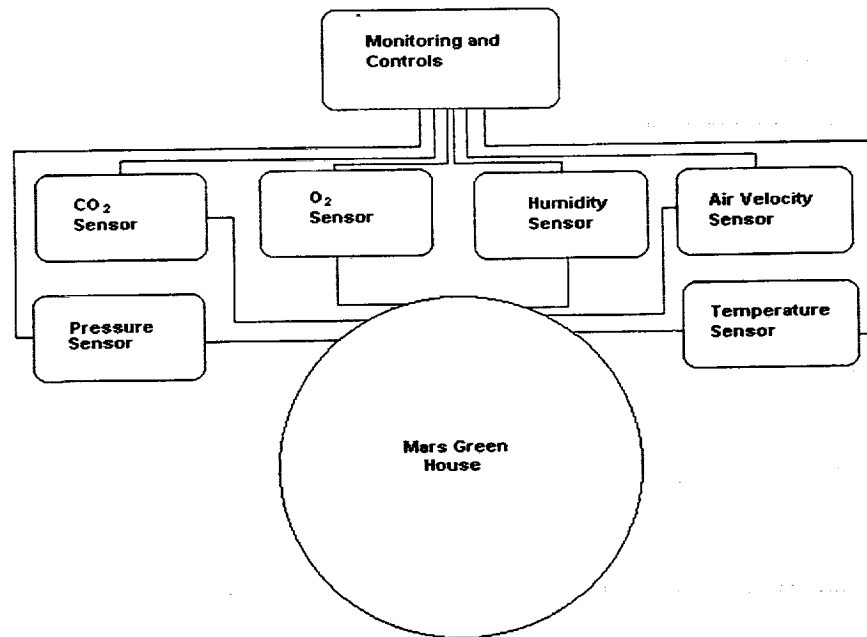 Monitoring and
Controls
CO₂
Sensor
O₂
Sensor
Humidity
Sensor
Air Velocity
Sensor
Pressure
Sensor
Temperature
Sensor
Mars Green
House